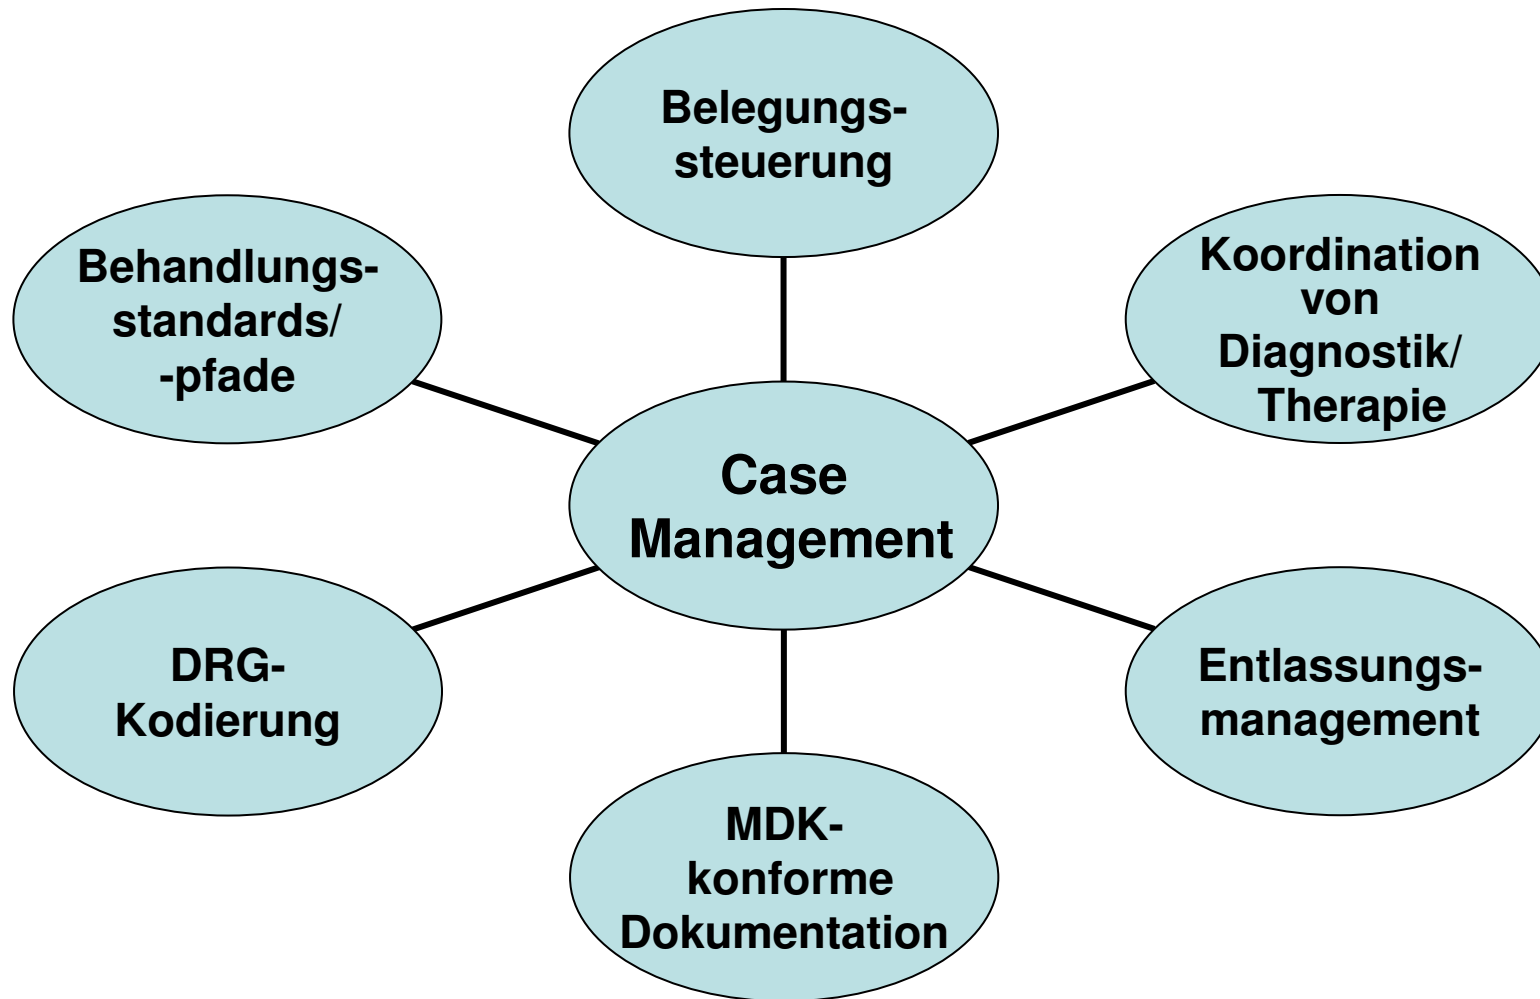 Belegungs-
steuerung
Behandlungs-
standards/
-pfade
Koordination
von
Diagnostik/
Therapie
Case
Management
DRG-
Kodierung
Entlassungs-
management
MDK-
konforme
Dokumentation